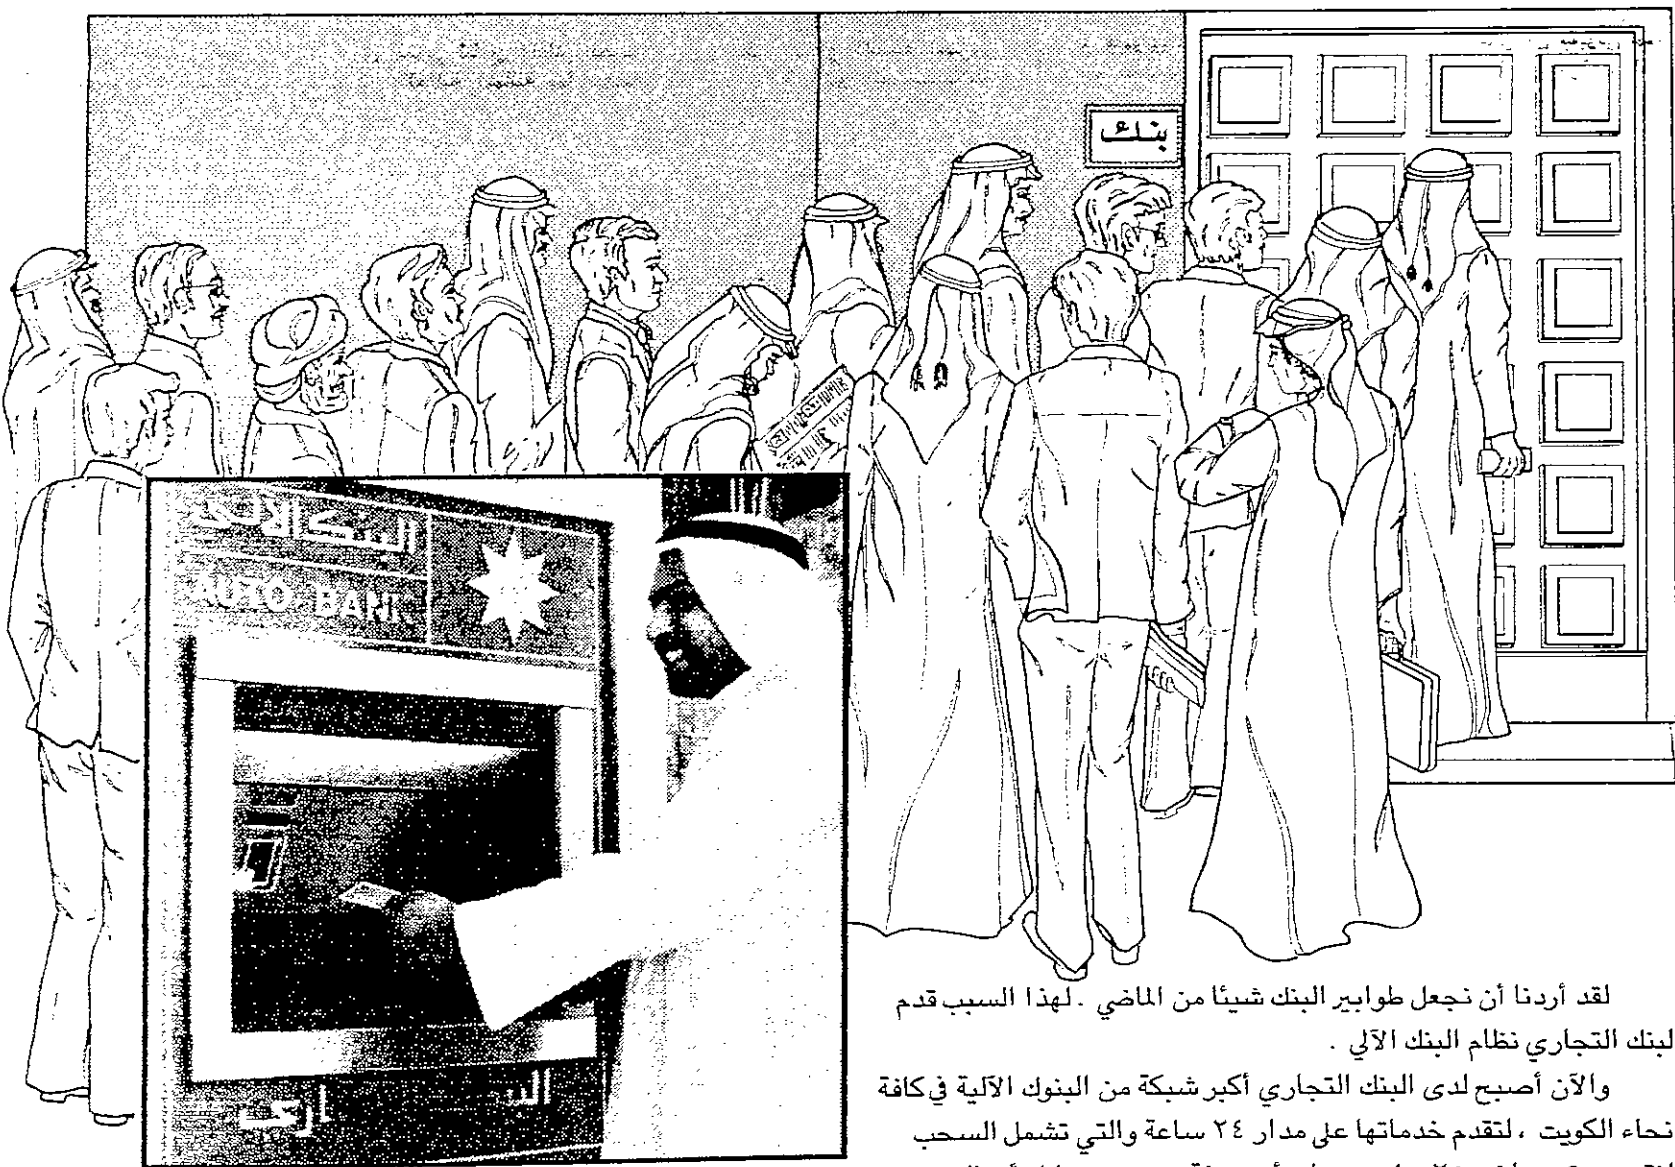 بنك
البنك الآلي
AUTO-BANK
لقد أردنا أن نجعل طوابير البنك شيئا من الماضي . لهذا السبب قدم
لبنك التجاري نظام البنك الآلي .
والآن أصبح لدى البنك التجاري أكبر شبكة من البنوك الآلية في كافة
نحاء الكويت ، لتقدم خدماتها على مدار ٢٤ ساعة والتي تشمل السحب